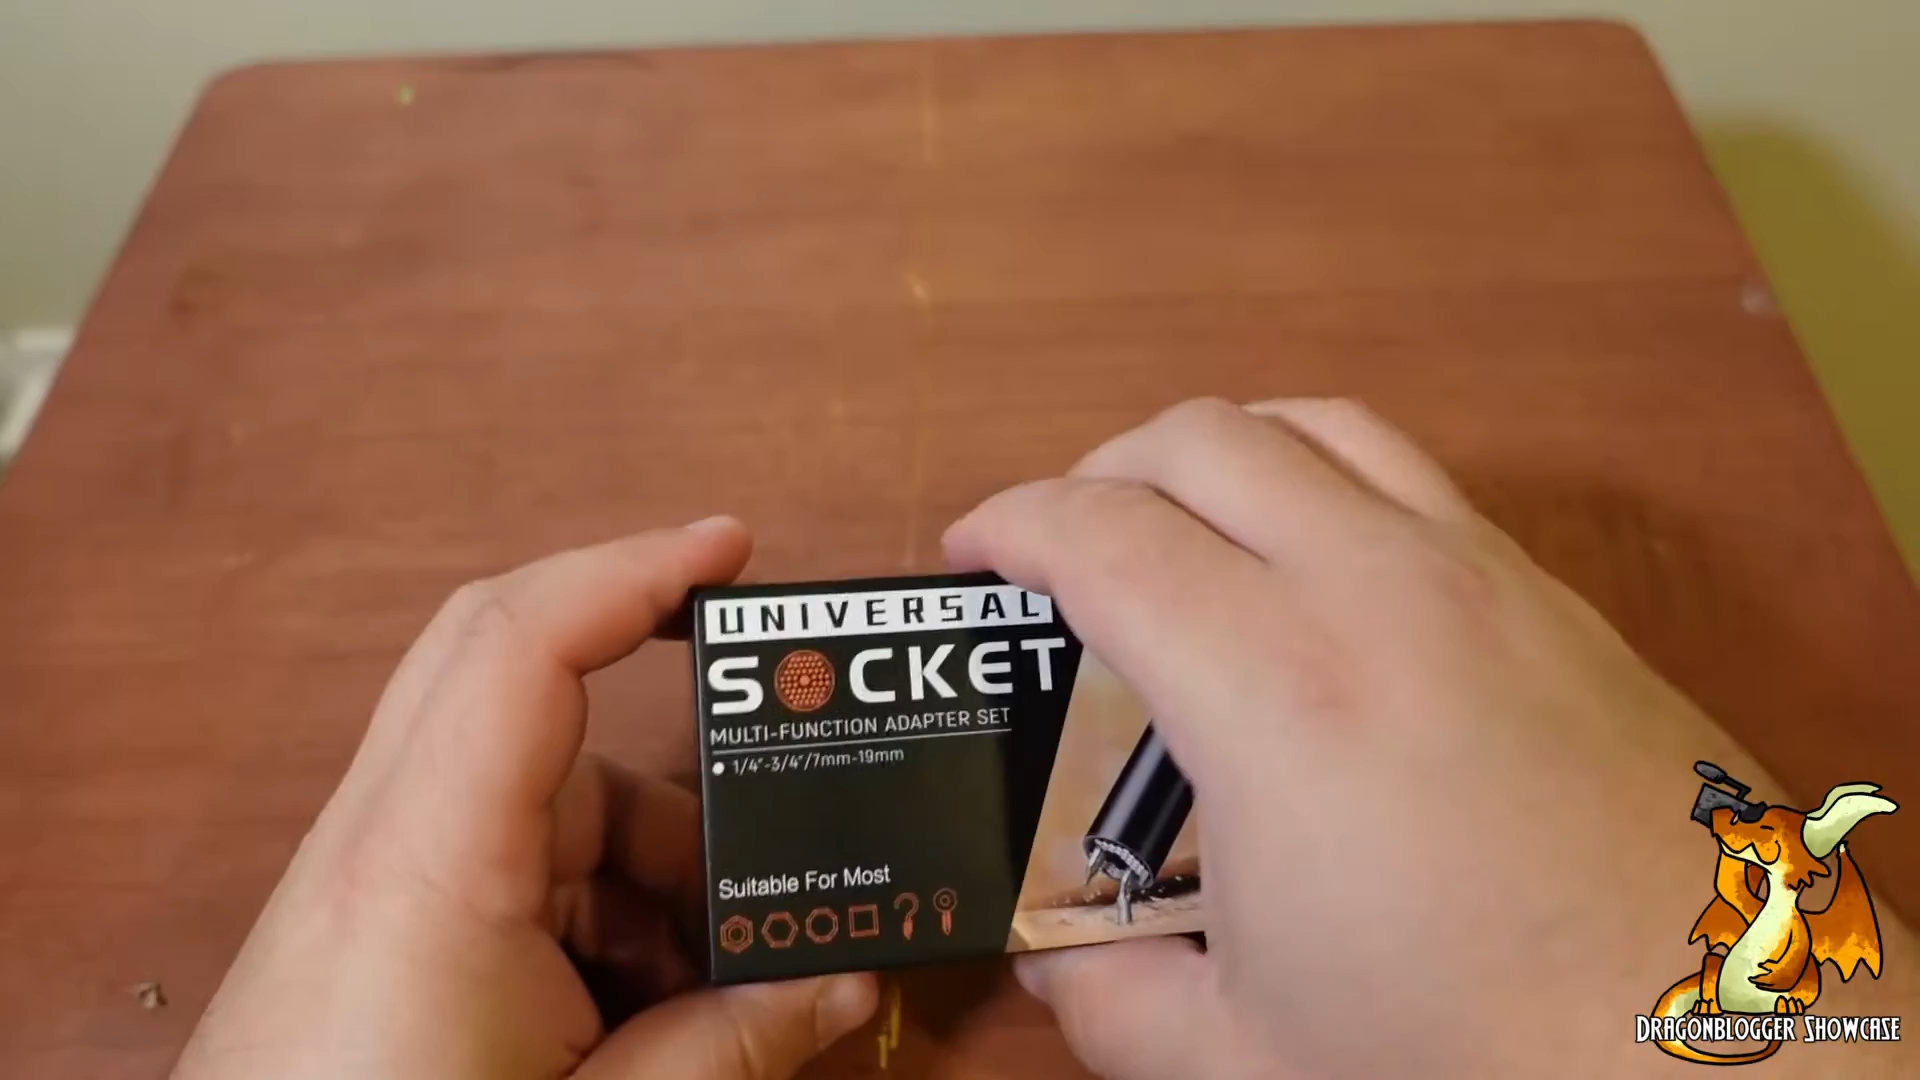 UNIVERSAL
SOCKET
MULTI-FUNCTION ADAPTER SET
1/4"-3/4"/7mm-19mm
Suitable For Most
DRAGONBLOGGER SHOWCASE